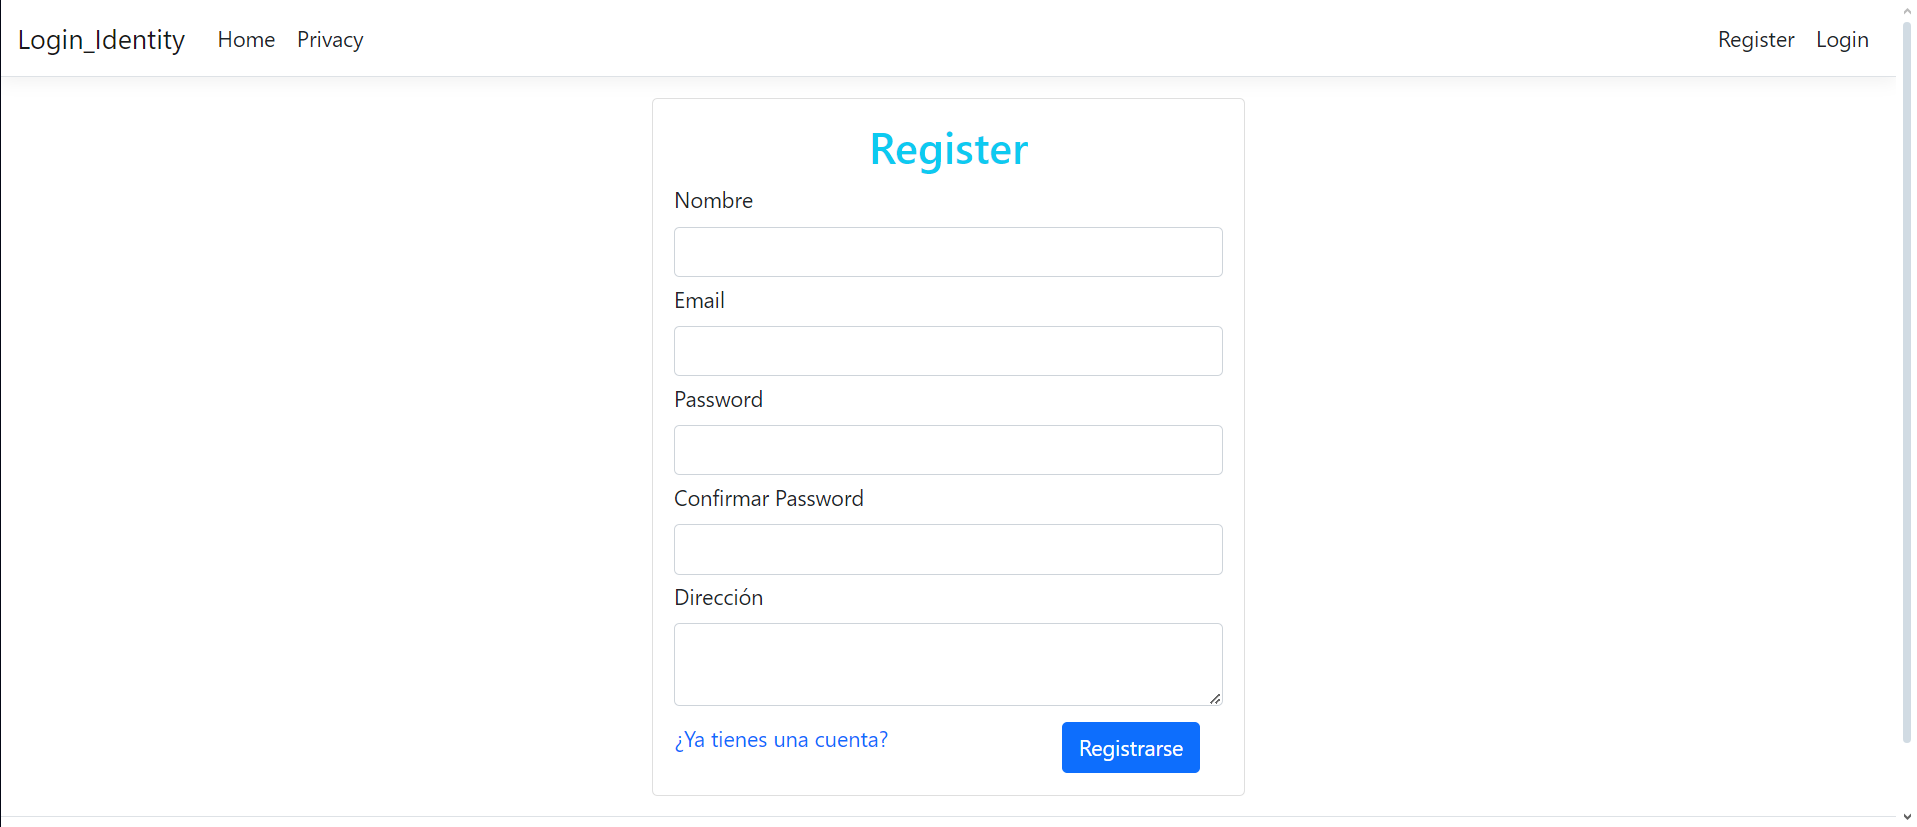 Login_Identity Home Privacy Register Login
Register
Nombre
Email
Password
Confirmar Password
Dirección
¿Ya tienes una cuenta? Registrarse